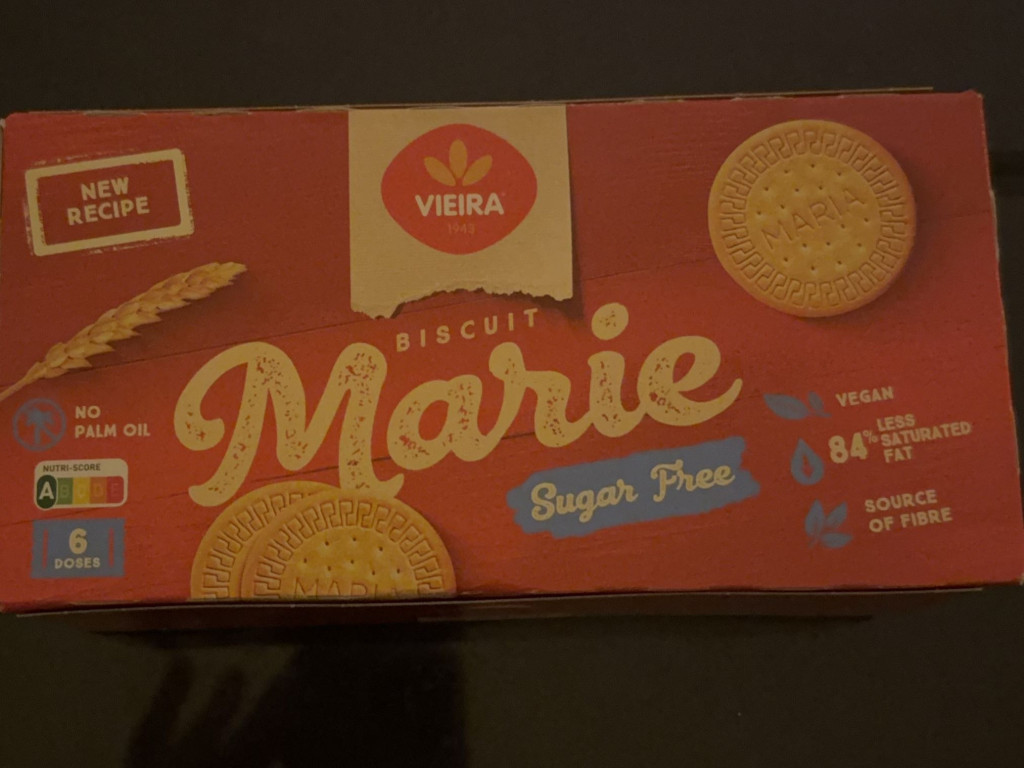 NEW
RECIPE
VIEIRA
1943
MARIA
BISCUIT
Marie
Sugar Free
NO
PALM OIL
NUTRI-SCORE
A B C D E
6
DOSES
VEGAN
84% LESS
SATURATED
FAT
SOURCE
OF FIBRE
MARIA